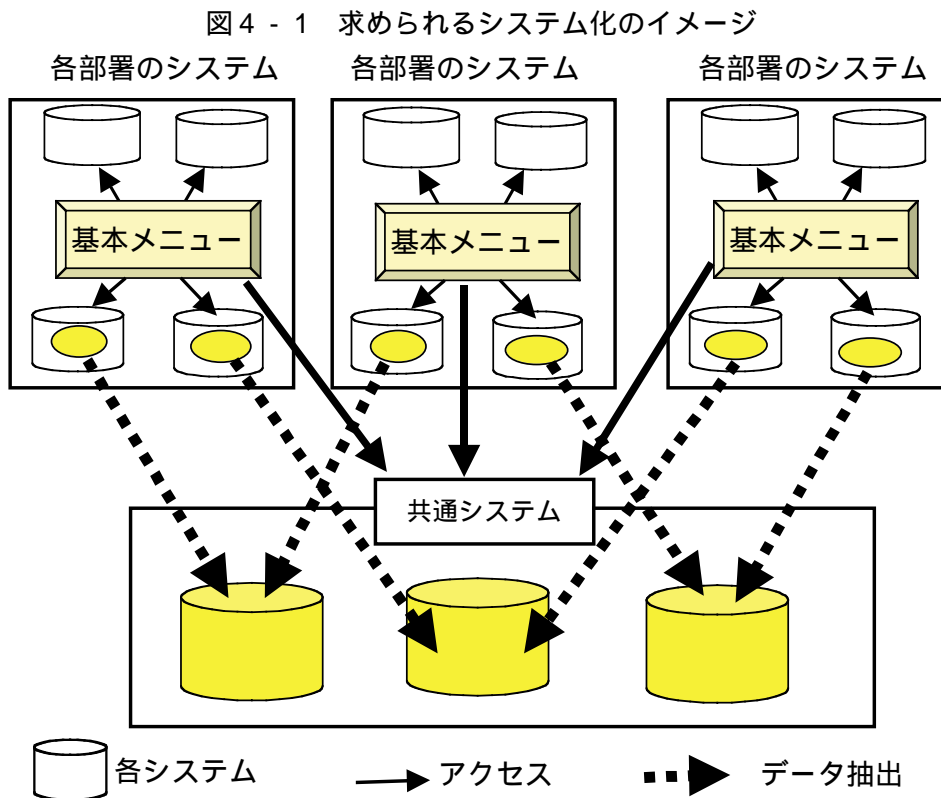 図4-1 求められるシステム化のイメージ
各部署のシステム 各部署のシステム 各部署のシステム
基本メニュー 基本メニュー 基本メニュー
共通システム
各システム アクセス データ抽出